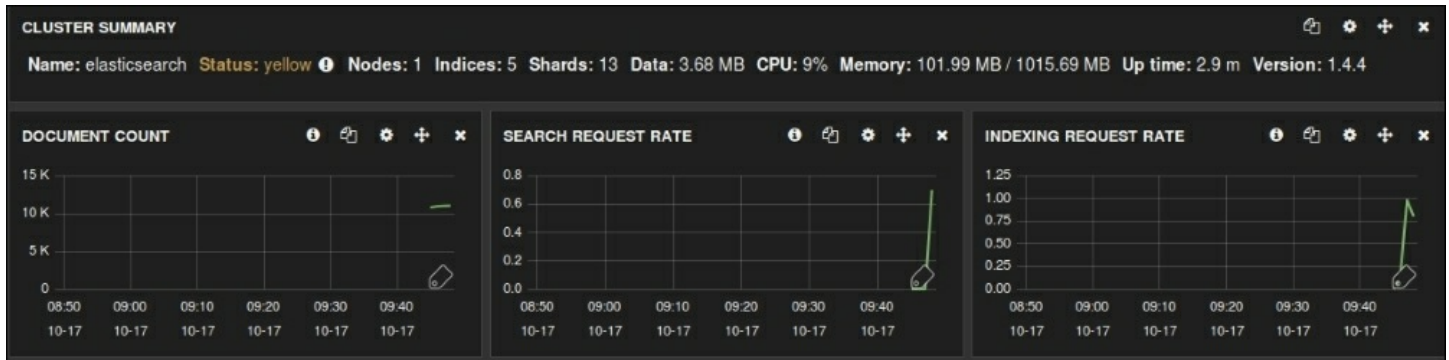 CLUSTER SUMMARY
Name: elasticsearch Status: yellow Nodes: 1 Indices: 5 Shards: 13 Data: 3.68 MB CPU: 9% Memory: 101.99 MB / 1015.69 MB Up time: 2.9 m Version: 1.4.4
DOCUMENT COUNT
15 K
10 K
5 K
0
08:50 09:00 09:10 09:20 09:30 09:40
10-17 10-17 10-17 10-17 10-17 10-17
SEARCH REQUEST RATE
0.8
0.6
0.4
0.2
0.0
08:50 09:00 09:10 09:20 09:30 09:40
10-17 10-17 10-17 10-17 10-17 10-17
INDEXING REQUEST RATE
1.25
1.00
0.75
0.50
0.25
0.00
08:50 09:00 09:10 09:20 09:30 09:40
10-17 10-17 10-17 10-17 10-17 10-17